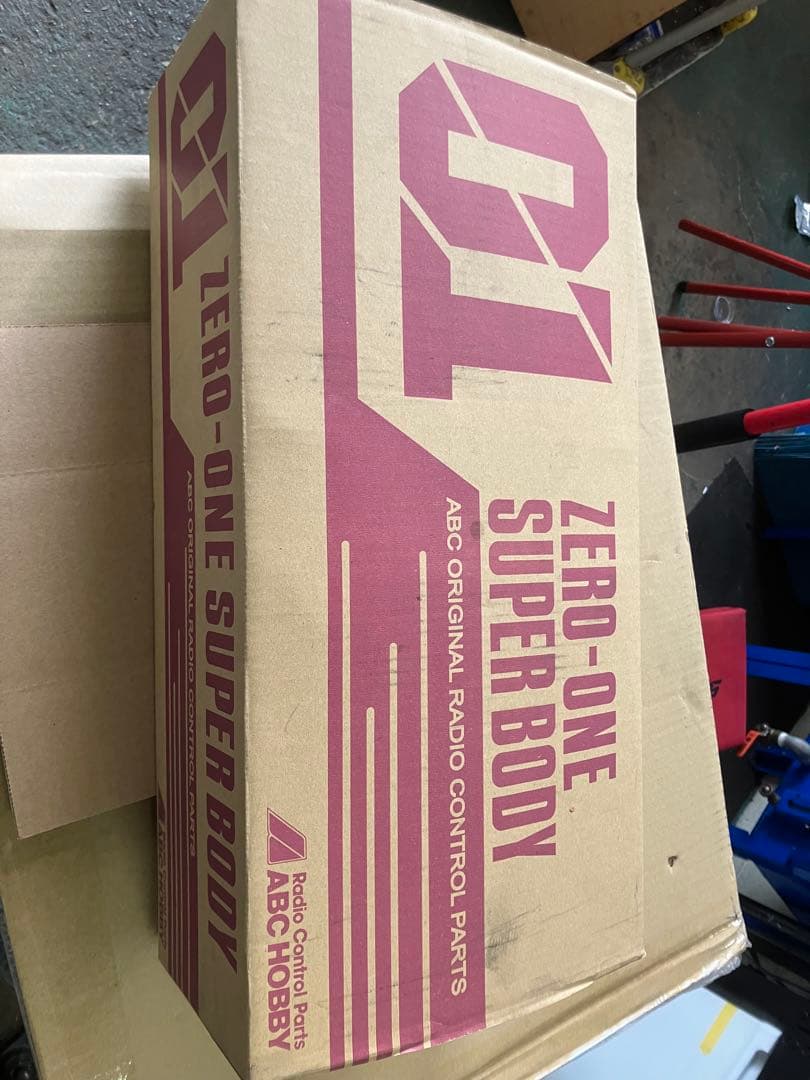 01
ZERO-ONE
SUPER BODY
ABC ORIGINAL RADIO CONTROL PARTS
Radio Control Parts
ABC HOBBY
01
ZERO-ONE SUPER BODY
ABC ORIGINAL RADIO CONTROL PARTS